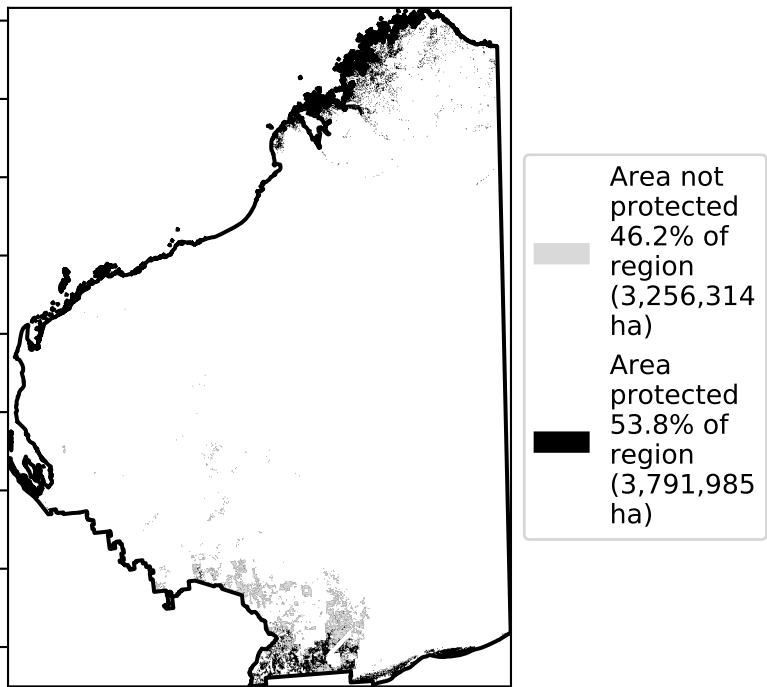 Area not
protected
46.2% of
region
(3,256,314
ha)
Area
protected
53.8% of
region
(3,791,985
ha)